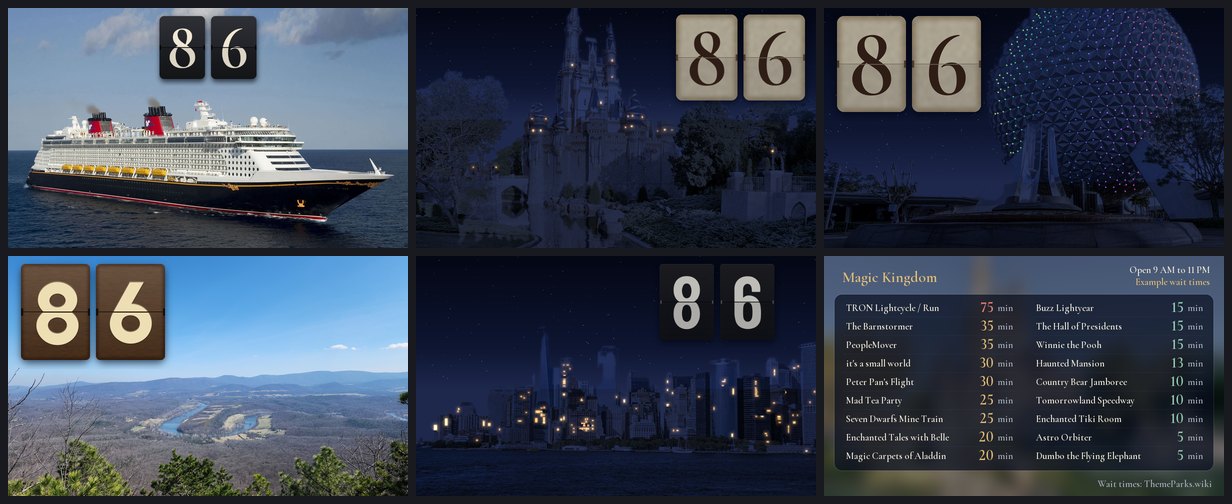 86
86
86
86
86
Magic Kingdom
Open 9 AM to 11 PM
Example wait times
TRON Lightcycle / Run 75 min
The Barnstormer 35 min
PeopleMover 35 min
it's a small world 30 min
Peter Pan's Flight 30 min
Mad Tea Party 25 min
Seven Dwarfs Mine Train 25 min
Enchanted Tales with Belle 20 min
Magic Carpets of Aladdin 20 min
Buzz Lightyear 15 min
The Hall of Presidents 15 min
Winnie the Pooh 15 min
Haunted Mansion 13 min
Country Bear Jamboree 10 min
Tomorrowland Speedway 10 min
Enchanted Tiki Room 10 min
Astro Orbiter 5 min
Dumbo the Flying Elephant 5 min
Wait times: ThemeParks.wiki